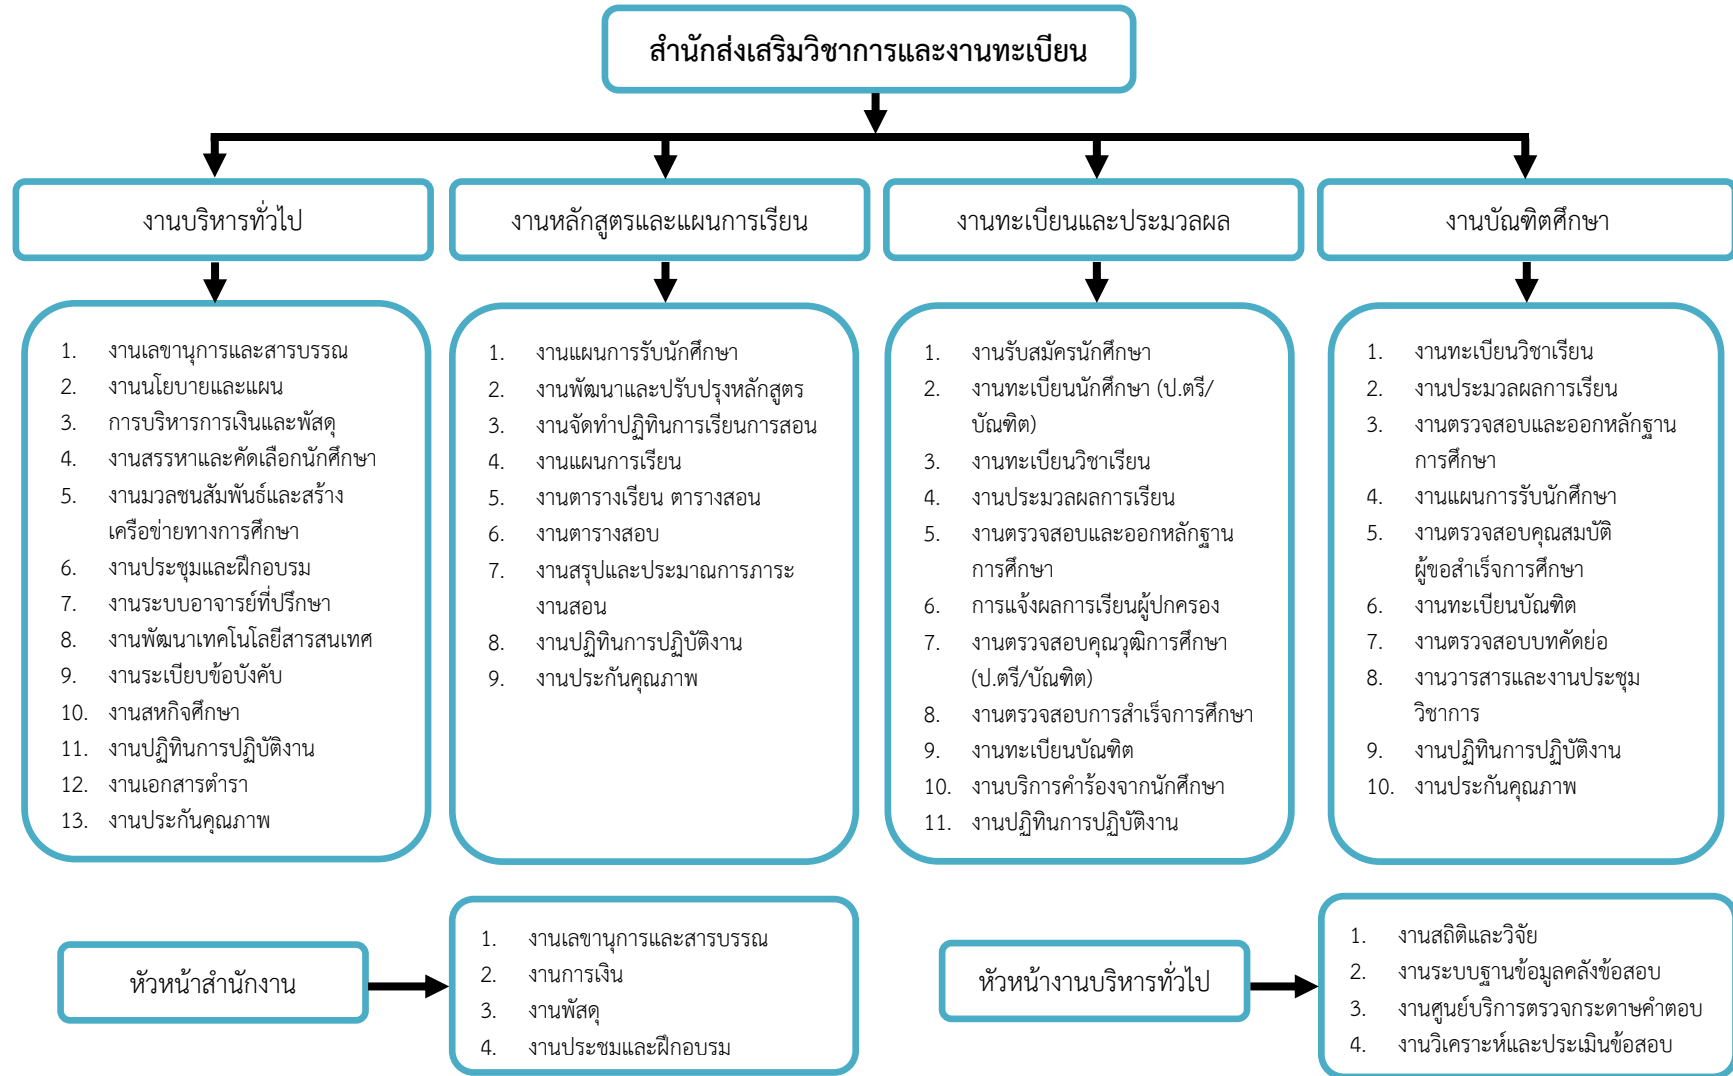 สำนักส่งเสริมวิชาการและงานทะเบียน
งานบริหารทั่วไป
งานหลักสูตรและแผนการเรียน
งานทะเบียนและประมวลผล
งานบัณฑิตศึกษา
1. งานเลขานุการและสารบรรณ
2. งานนโยบายและแผน
3. การบริหารการเงินและพัสดุ
4. งานสรรหาและคัดเลือกนักศึกษา
5. งานมวลชนสัมพันธ์และสร้าง
เครือข่ายทางการศึกษา
6. งานประชุมและฝึกอบรม
7. งานระบบอาจารย์ที่ปรึกษา
8. งานพัฒนาเทคโนโลยีสารสนเทศ
9. งานระเบียบข้อบังคับ
10. งานสหกิจศึกษา
11. งานปฏิทินการปฏิบัติงาน
12. งานเอกสารตำรา
13. งานประกันคุณภาพ
1. งานแผนการรับนักศึกษา
2. งานพัฒนาและปรับปรุงหลักสูตร
3. งานจัดทำปฏิทินการเรียนการสอน
4. งานแผนการเรียน
5. งานตารางเรียน ตารางสอน
6. งานตารางสอบ
7. งานสรุปและประมาณการภาระ
งานสอน
8. งานปฏิทินการปฏิบัติงาน
9. งานประกันคุณภาพ
1. งานรับสมัครนักศึกษา
2. งานทะเบียนนักศึกษา (ป.ตรี/
บัณฑิต)
3. งานทะเบียนวิชาเรียน
4. งานประมวลผลการเรียน
5. งานตรวจสอบและออกหลักฐาน
การศึกษา
6. การแจ้งผลการเรียนผู้ปกครอง
7. งานตรวจสอบคุณวุฒิการศึกษา
(ป.ตรี/บัณฑิต)
8. งานตรวจสอบการสำเร็จการศึกษา
9. งานทะเบียนบัณฑิต
10. งานบริการคำร้องจากนักศึกษา
11. งานปฏิทินการปฏิบัติงาน
1. งานทะเบียนวิชาเรียน
2. งานประมวลผลการเรียน
3. งานตรวจสอบและออกหลักฐาน
การศึกษา
4. งานแผนการรับนักศึกษา
5. งานตรวจสอบคุณสมบัติ
ผู้ขอสำเร็จการศึกษา
6. งานทะเบียนบัณฑิต
7. งานตรวจสอบบทคัดย่อ
8. งานวารสารและงานประชุม
วิชาการ
9. งานปฏิทินการปฏิบัติงาน
10. งานประกันคุณภาพ
หัวหน้าสำนักงาน
1. งานเลขานุการและสารบรรณ
2. งานการเงิน
3. งานพัสดุ
4. งานประชมและฝึกอบรม
หัวหน้างานบริหารทั่วไป
1. งานสถิติและวิจัย
2. งานระบบฐานข้อมูลคลังข้อสอบ
3. งานศูนย์บริการตรวจกระดาษคำตอบ
4. งานวิเคราะห์และประเมินข้อสอบ